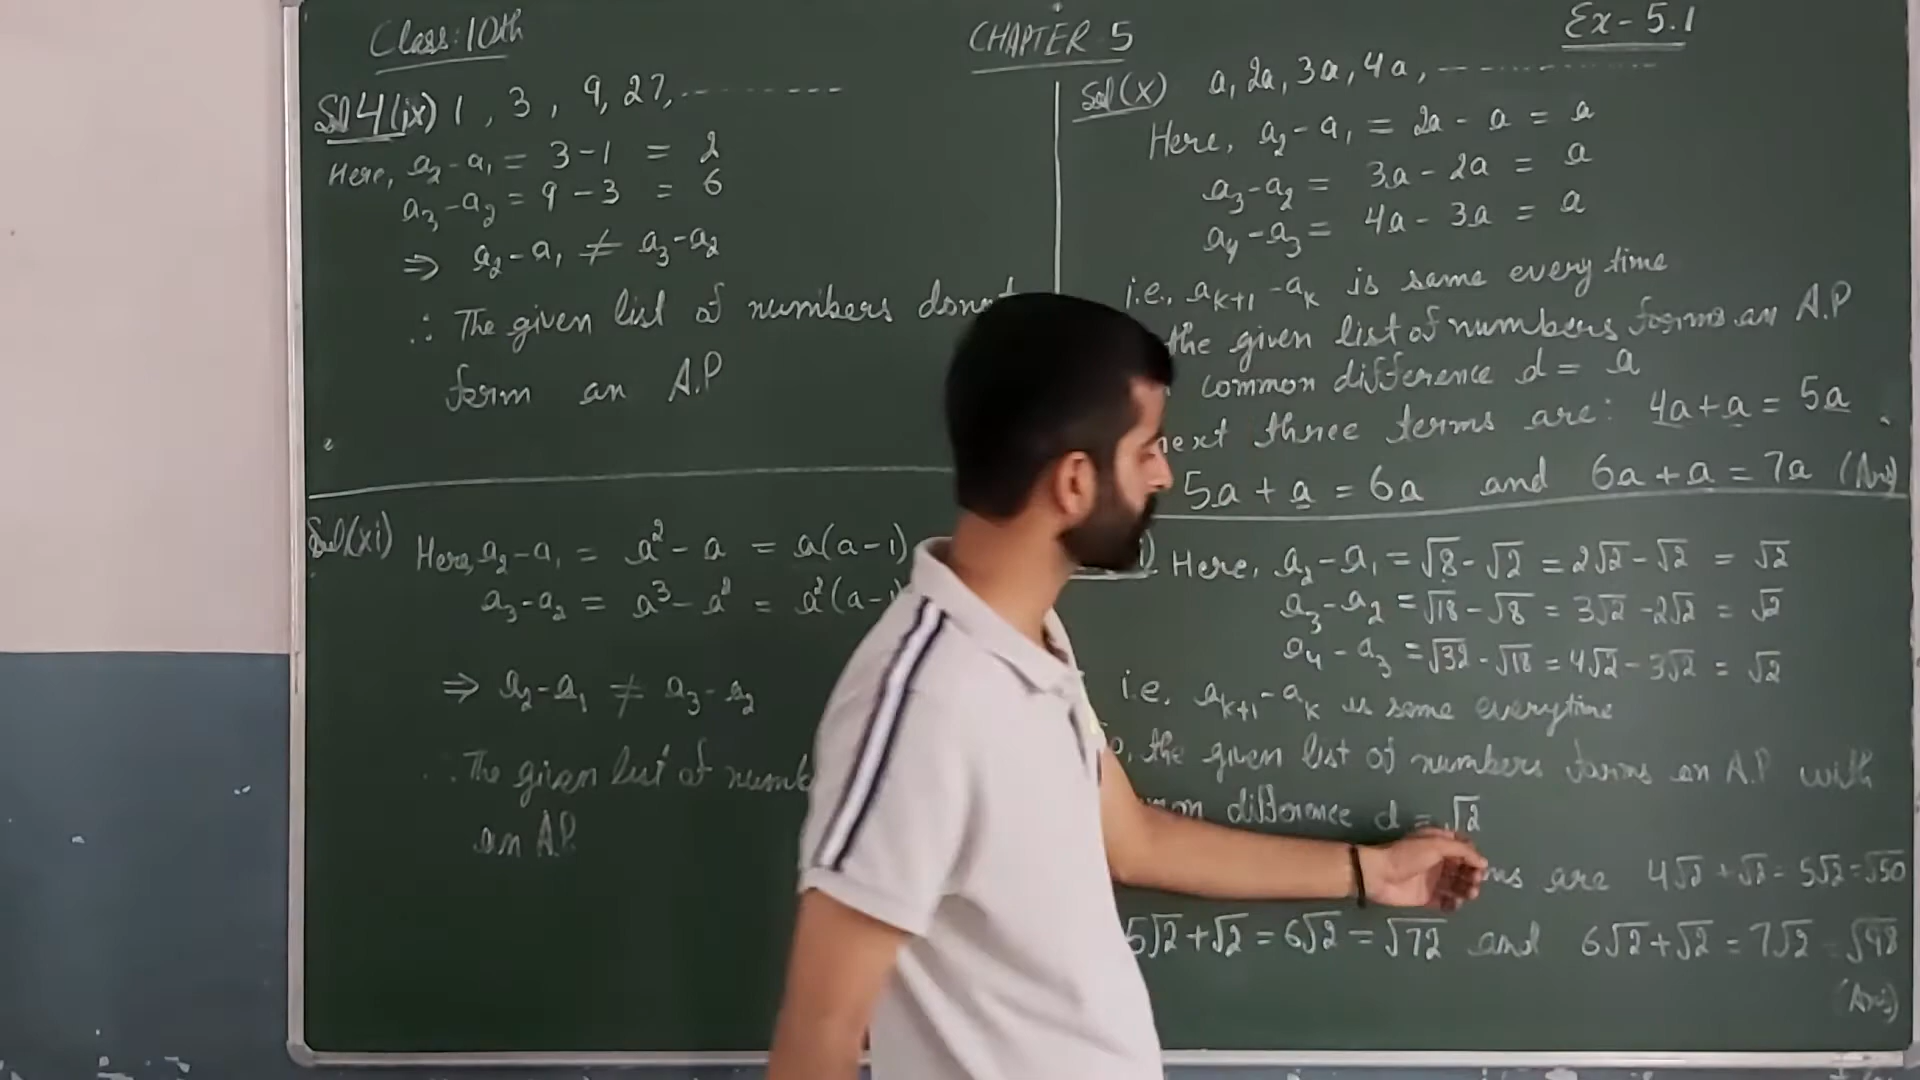 Class: 10th
CHAPTER 5
Ex - 5.1
Sol 4(ix) 1, 3, 9, 27, ---------
Here, a₂ - a₁ = 3 - 1 = 2
a₃ - a₂ = 9 - 3 = 6
⇒ a₂ - a₁ ≠ a₃ - a₂
∴ The given list of numbers donot
form an A.P
Sol(x) a, 2a, 3a, 4a, ---------
Here, a₂ - a₁ = 2a - a = a
a₃ - a₂ = 3a - 2a = a
a₄ - a₃ = 4a - 3a = a
i.e., aₖ₊₁ - aₖ is same every time
the given list of numbers forms an A.P
common difference d = a
next three terms are: 4a + a = 5a
5a + a = 6a and 6a + a = 7a (Ans)
Sol(xi) Here, a₂ - a₁ = a² - a = a(a - 1)
a₃ - a₂ = a³ - a² = a²(a - 1
⇒ a₂ - a₁ ≠ a₃ - a₂
∴ The given list of numb
an A.P.
) Here, a₂ - a₁ = √8 - √2 = 2√2 - √2 = √2
a₃ - a₂ = √18 - √8 = 3√2 - 2√2 = √2
a₄ - a₃ = √32 - √18 = 4√2 - 3√2 = √2
i.e. aₖ₊₁ - aₖ is same everytime
the given list of numbers forms an A.P with
difference d = √2
ms are 4√2 + √2 = 5√2 = √50
5√2 + √2 = 6√2 = √72 and 6√2 + √2 = 7√2 = √98
(Ans)